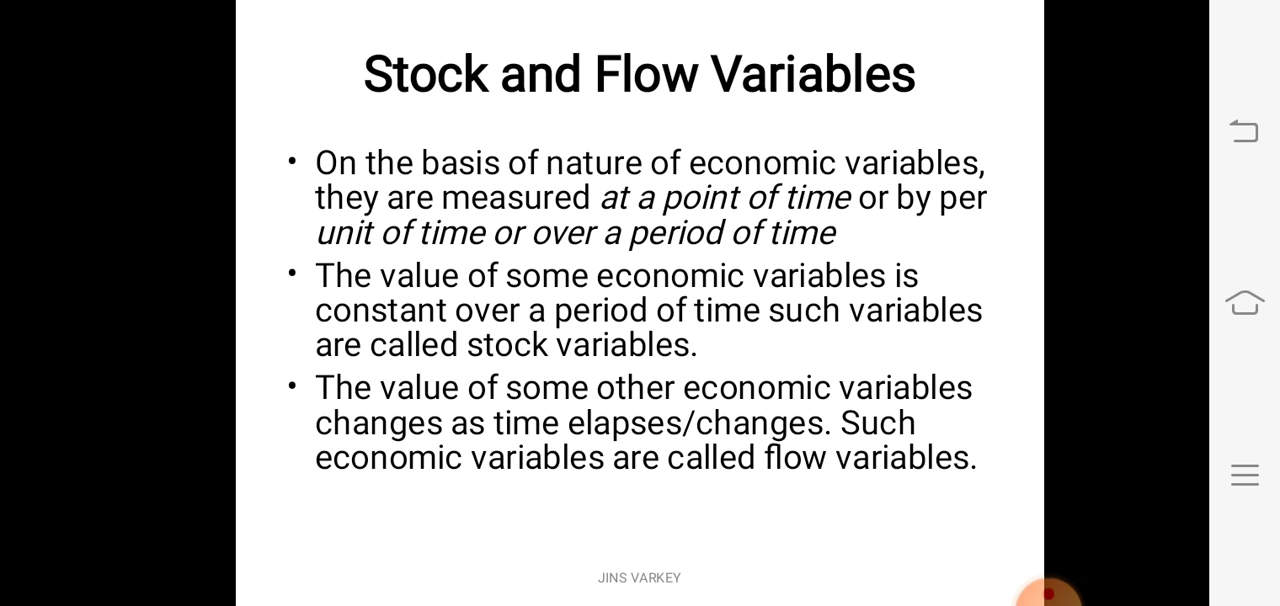 Stock and Flow Variables
• On the basis of nature of economic variables,
they are measured at a point of time or by per
unit of time or over a period of time
• The value of some economic variables is
constant over a period of time such variables
are called stock variables.
• The value of some other economic variables
changes as time elapses/changes. Such
economic variables are called flow variables.
JINS VARKEY